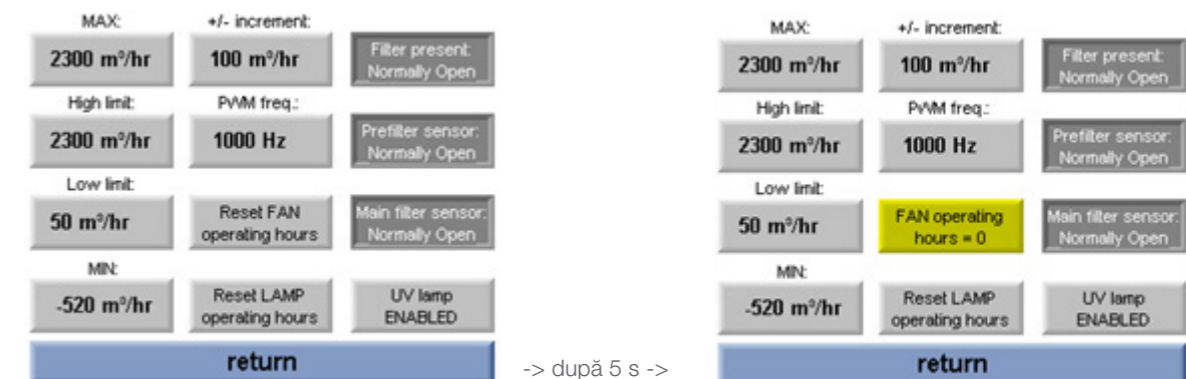 MAX: +/- increment:
2300 m³/hr 100 m³/hr Filter present:
Normally Open
High limit: PWM freq.:
2300 m³/hr 1000 Hz Prefilter sensor:
Normally Open
Low limit:
50 m³/hr Reset FAN
operating hours Main filter sensor:
Normally Open
MIN:
-520 m³/hr Reset LAMP
operating hours UV lamp
ENABLED
return
-> după 5 s ->
MAX: +/- increment:
2300 m³/hr 100 m³/hr Filter present:
Normally Open
High limit: PWM freq.:
2300 m³/hr 1000 Hz Prefilter sensor:
Normally Open
Low limit:
50 m³/hr FAN operating
hours = 0 Main filter sensor:
Normally Open
MIN:
-520 m³/hr Reset LAMP
operating hours UV lamp
ENABLED
return